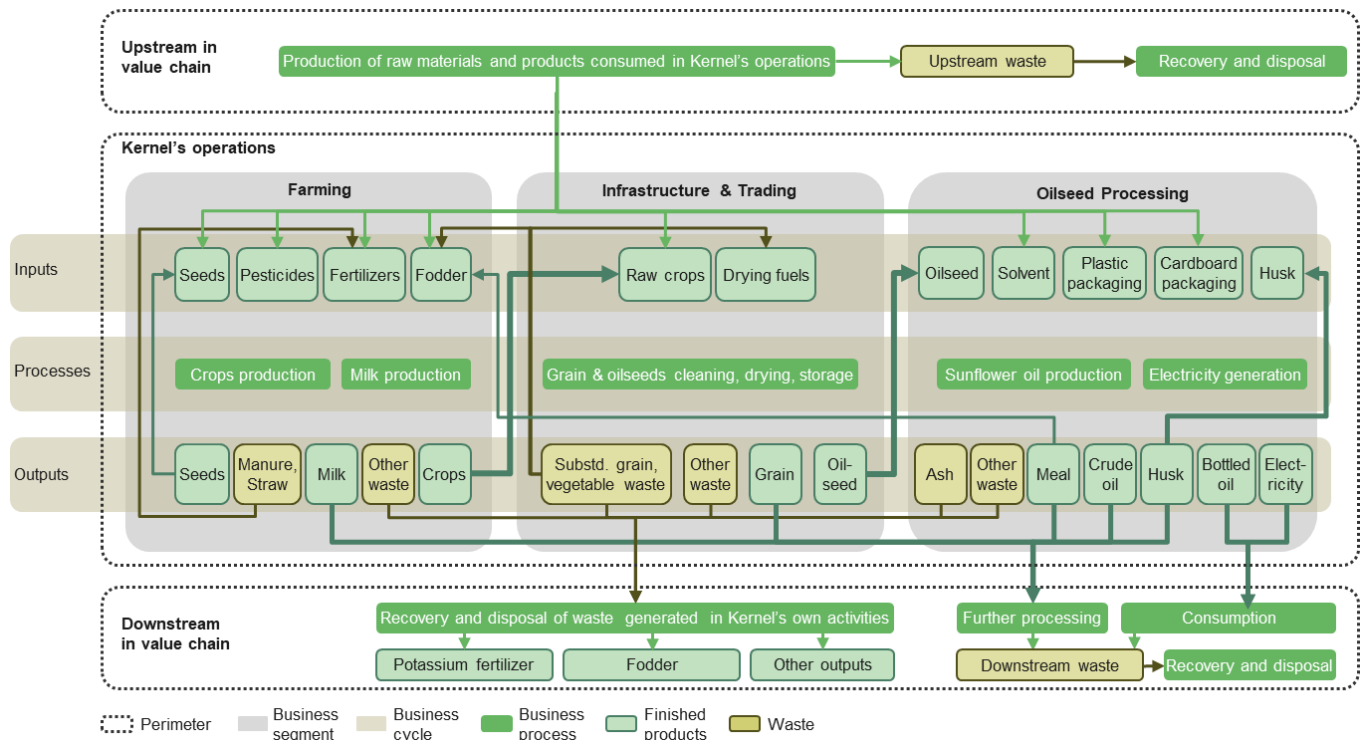 Upstream in
value chain
Production of raw materials and products consumed in Kernel's operations
Upstream waste
Recovery and disposal
Kernel's operations
Farming
Infrastructure & Trading
Oilseed Processing
Inputs
Seeds
Pesticides
Fertilizers
Fodder
Raw crops
Drying fuels
Oilseed
Solvent
Plastic
packaging
Cardboard
packaging
Husk
Processes
Crops production
Milk production
Grain & oilseeds cleaning, drying, storage
Sunflower oil production
Electricity generation
Outputs
Seeds
Manure,
Straw
Milk
Other
waste
Crops
Substd. grain,
vegetable waste
Other
waste
Grain
Oil-
seed
Ash
Other
waste
Meal
Crude
oil
Husk
Bottled
oil
Elect-
ricity
Downstream
in value chain
Recovery and disposal of waste generated in Kernel's own activities
Further processing
Consumption
Potassium fertilizer
Fodder
Other outputs
Downstream waste
Recovery and disposal
Perimeter
Business
segment
Business
cycle
Business
process
Finished
products
Waste